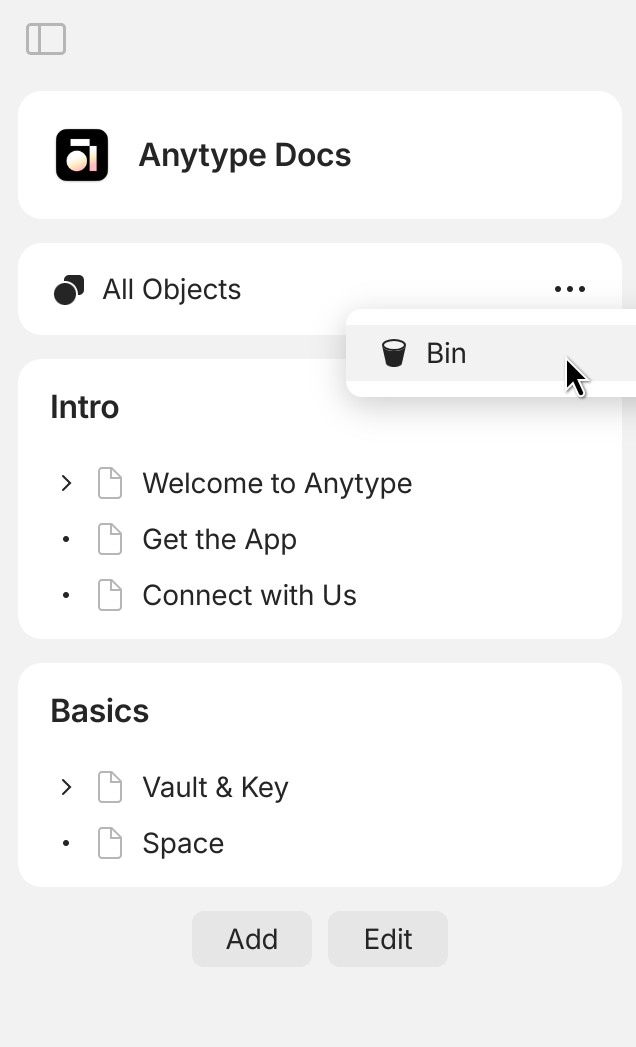 Anytype Docs
All Objects
Bin
Intro
Welcome to Anytype
Get the App
Connect with Us
Basics
Vault & Key
Space
Add
Edit